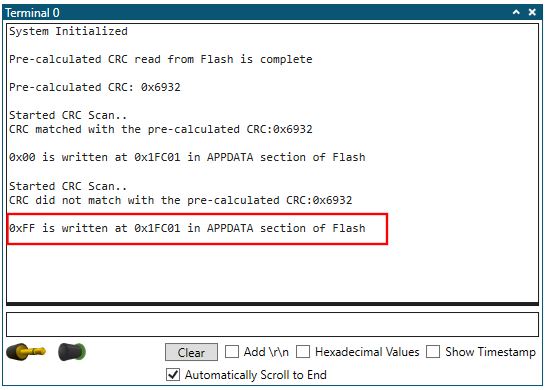 Terminal 0
System Initialized
Pre-calculated CRC read from Flash is complete
Pre-calculated CRC: 0x6932
Started CRC Scan..
CRC matched with the pre-calculated CRC:0x6932
0x00 is written at 0x1FC01 in APPDATA section of Flash
Started CRC Scan..
CRC did not match with the pre-calculated CRC:0x6932
0xFF is written at 0x1FC01 in APPDATA section of Flash
Clear Add \r\n Hexadecimal Values Show Timestamp
Automatically Scroll to End